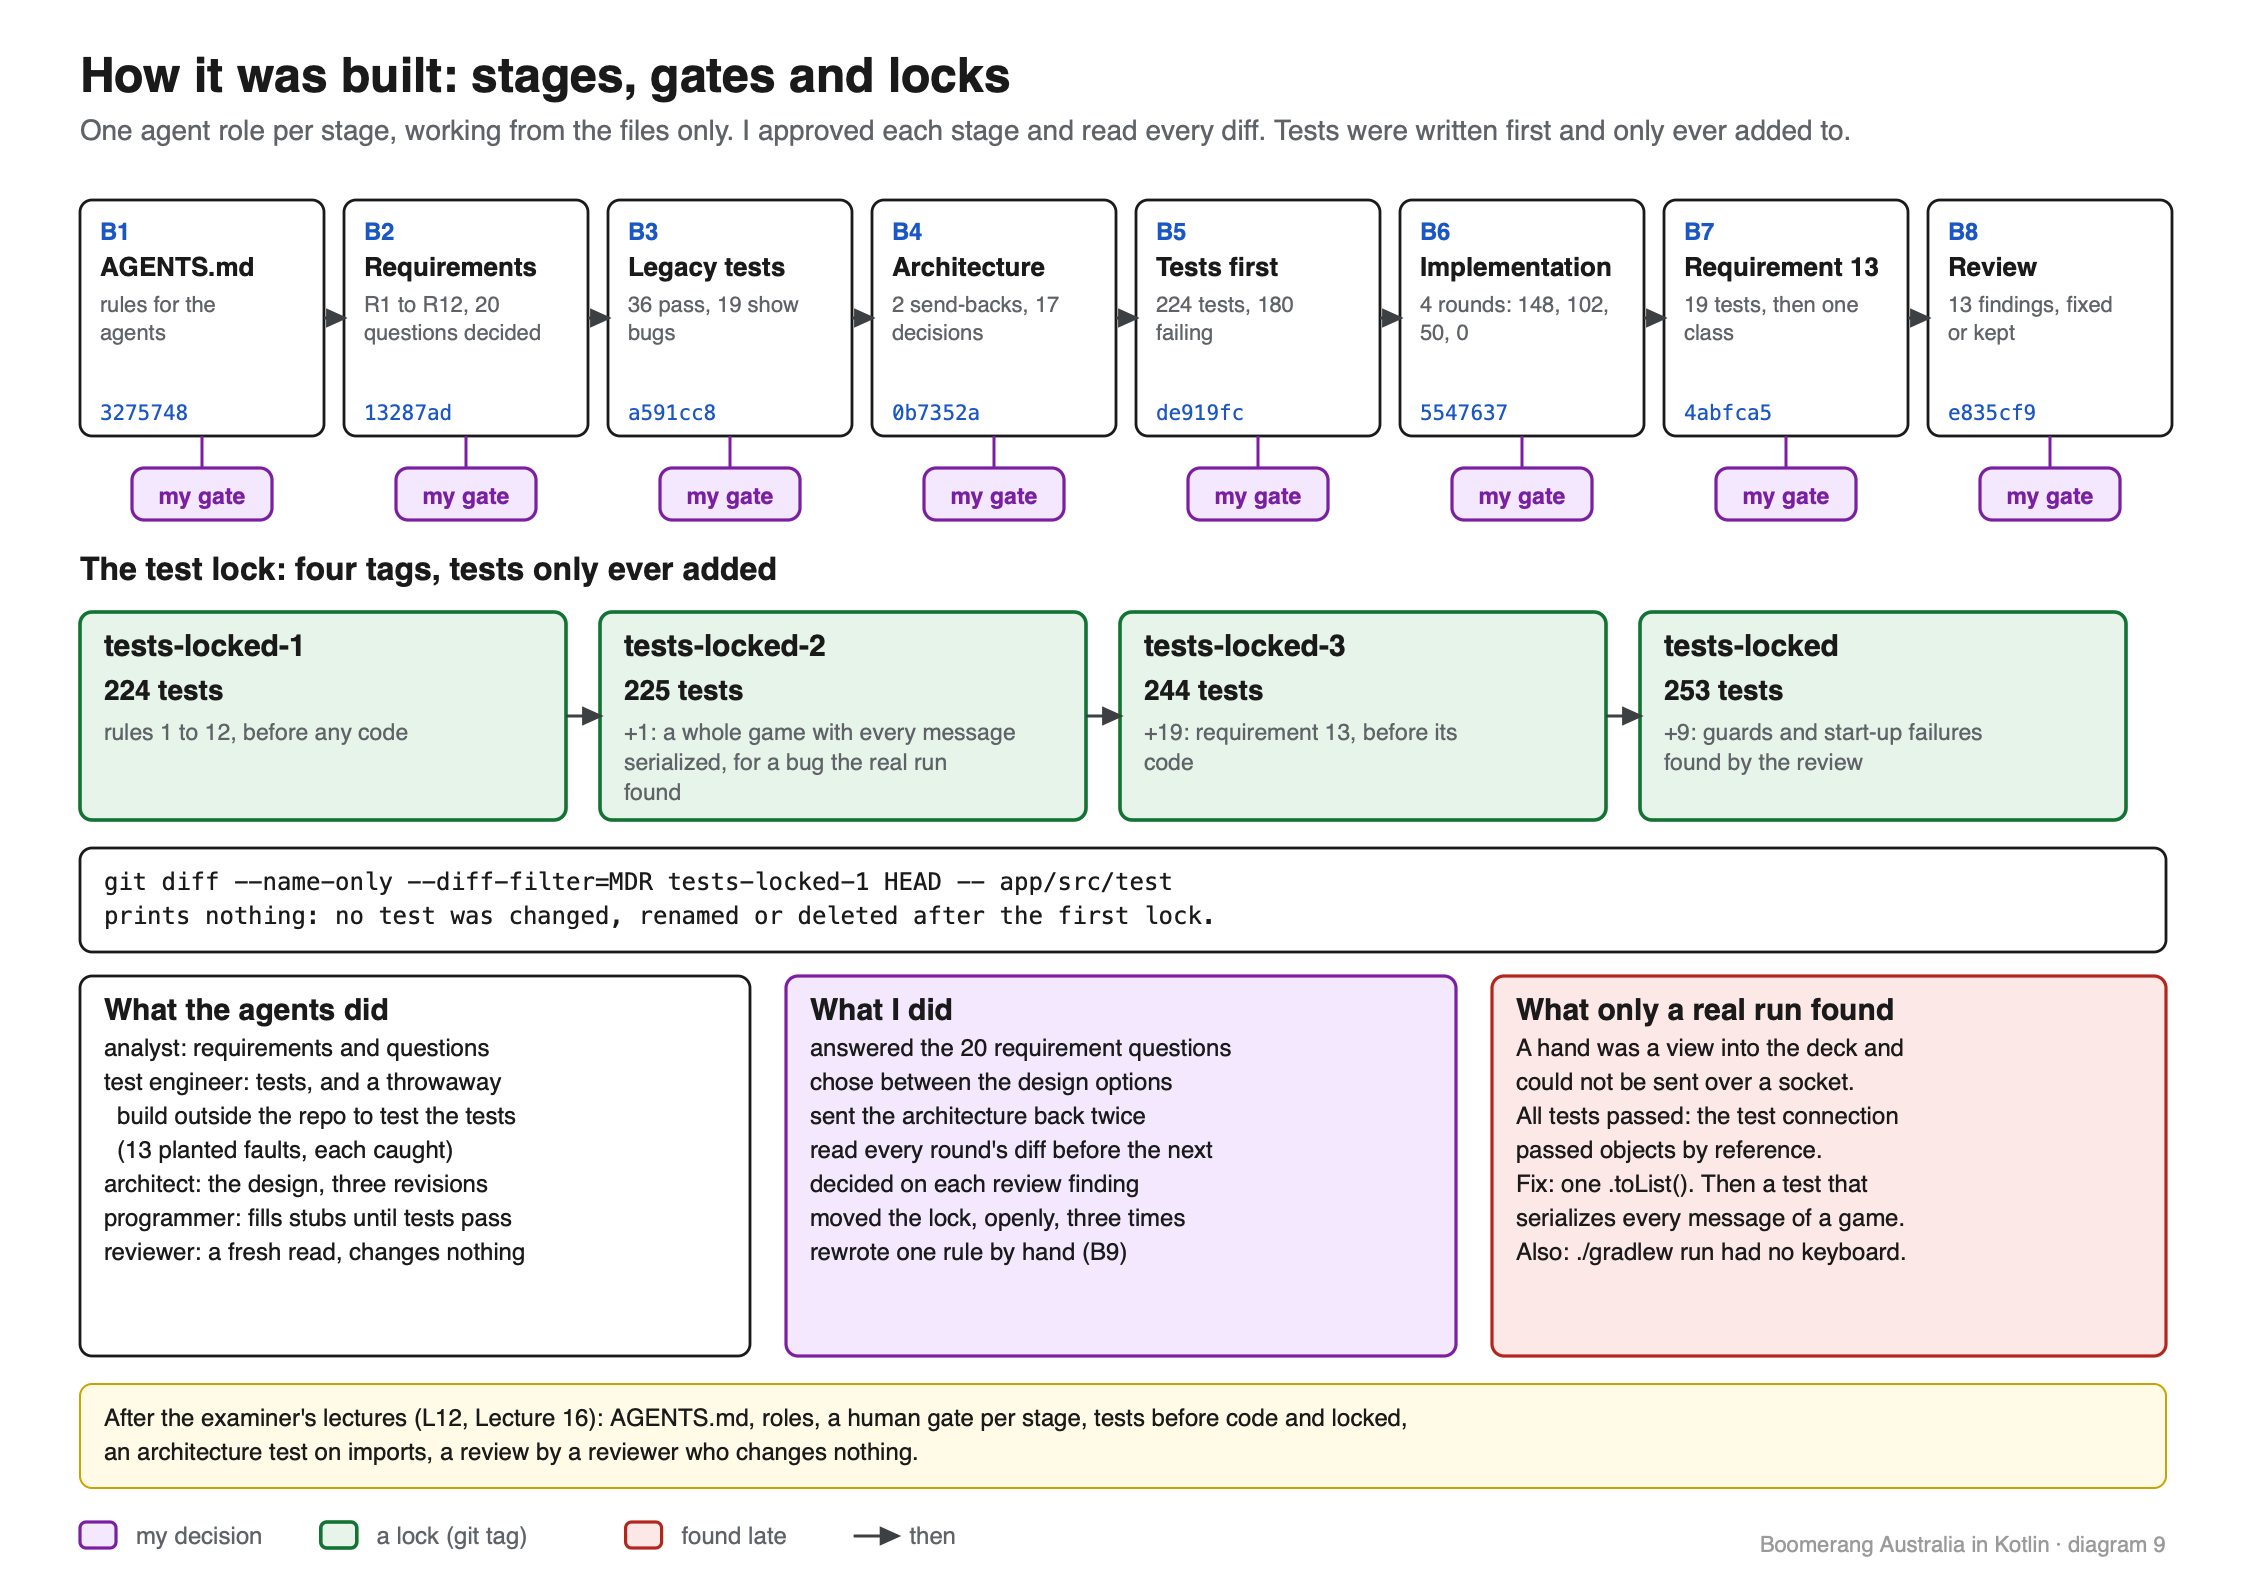 How it was built: stages, gates and locks
One agent role per stage, working from the files only. I approved each stage and read every diff. Tests were written first and only ever added to.
B1
AGENTS.md
rules for the
agents
3275748
my gate
B2
Requirements
R1 to R12, 20
questions decided
13287ad
my gate
B3
Legacy tests
36 pass, 19 show
bugs
a591cc8
my gate
B4
Architecture
2 send-backs, 17
decisions
0b7352a
my gate
B5
Tests first
224 tests, 180
failing
de919fc
my gate
B6
Implementation
4 rounds: 148, 102,
50, 0
5547637
my gate
B7
Requirement 13
19 tests, then one
class
4abfca5
my gate
B8
Review
13 findings, fixed
or kept
e835cf9
my gate
The test lock: four tags, tests only ever added
tests-locked-1
224 tests
rules 1 to 12, before any code
tests-locked-2
225 tests
+1: a whole game with every message
serialized, for a bug the real run
found
tests-locked-3
244 tests
+19: requirement 13, before its
code
tests-locked
253 tests
+9: guards and start-up failures
found by the review
git diff --name-only --diff-filter=MDR tests-locked-1 HEAD -- app/src/test
prints nothing: no test was changed, renamed or deleted after the first lock.
What the agents did
analyst: requirements and questions
test engineer: tests, and a throwaway
build outside the repo to test the tests
(13 planted faults, each caught)
architect: the design, three revisions
programmer: fills stubs until tests pass
reviewer: a fresh read, changes nothing
What I did
answered the 20 requirement questions
chose between the design options
sent the architecture back twice
read every round's diff before the next
decided on each review finding
moved the lock, openly, three times
rewrote one rule by hand (B9)
What only a real run found
A hand was a view into the deck and
could not be sent over a socket.
All tests passed: the test connection
passed objects by reference.
Fix: one .toList(). Then a test that
serializes every message of a game.
Also: ./gradlew run had no keyboard.
After the examiner's lectures (L12, Lecture 16): AGENTS.md, roles, a human gate per stage, tests before code and locked,
an architecture test on imports, a review by a reviewer who changes nothing.
my decision
a lock (git tag)
found late
then
Boomerang Australia in Kotlin · diagram 9